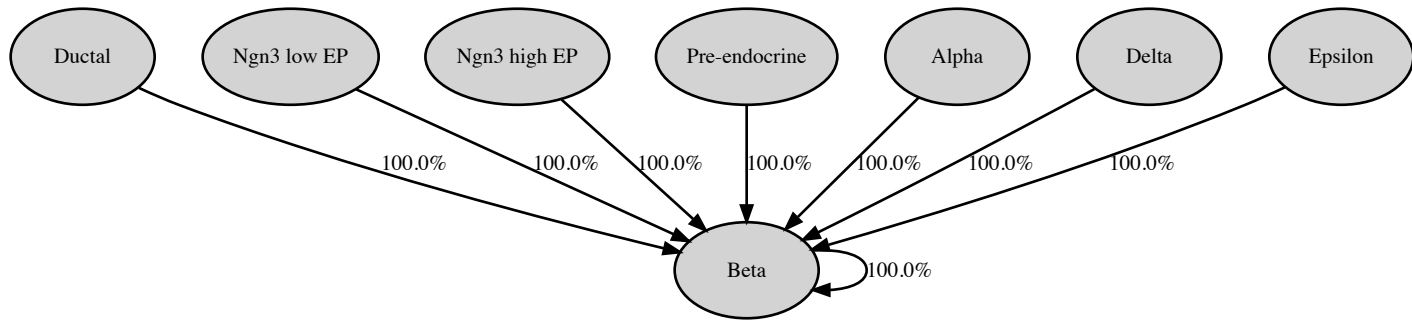 Ductal
Ngn3 low EP
Ngn3 high EP
Pre-endocrine
Alpha
Delta
Epsilon
100.0%
100.0%
100.0%
100.0%
100.0%
100.0%
100.0%
Beta
100.0%